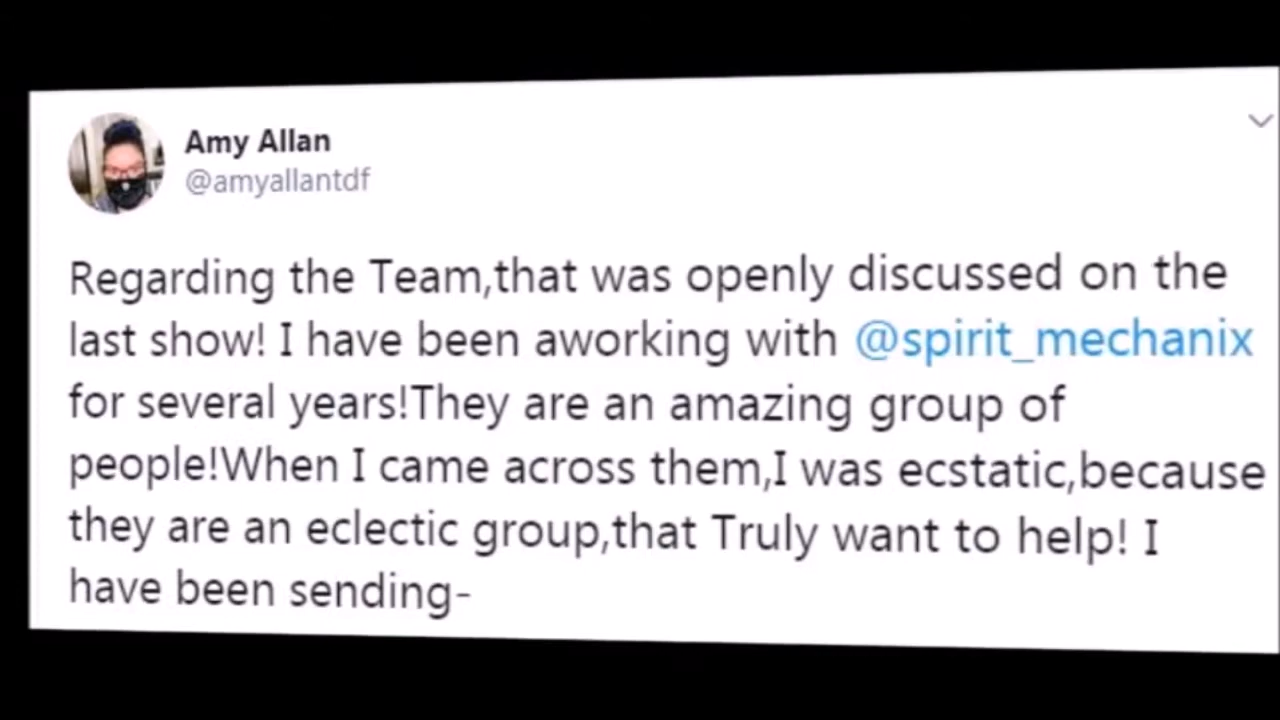 Amy Allan
@amyallantdf
Regarding the Team,that was openly discussed on the
last show! I have been aworking with @spirit_mechanix
for several years!They are an amazing group of
people!When I came across them,I was ecstatic,because
they are an eclectic group,that Truly want to help! I
have been sending-